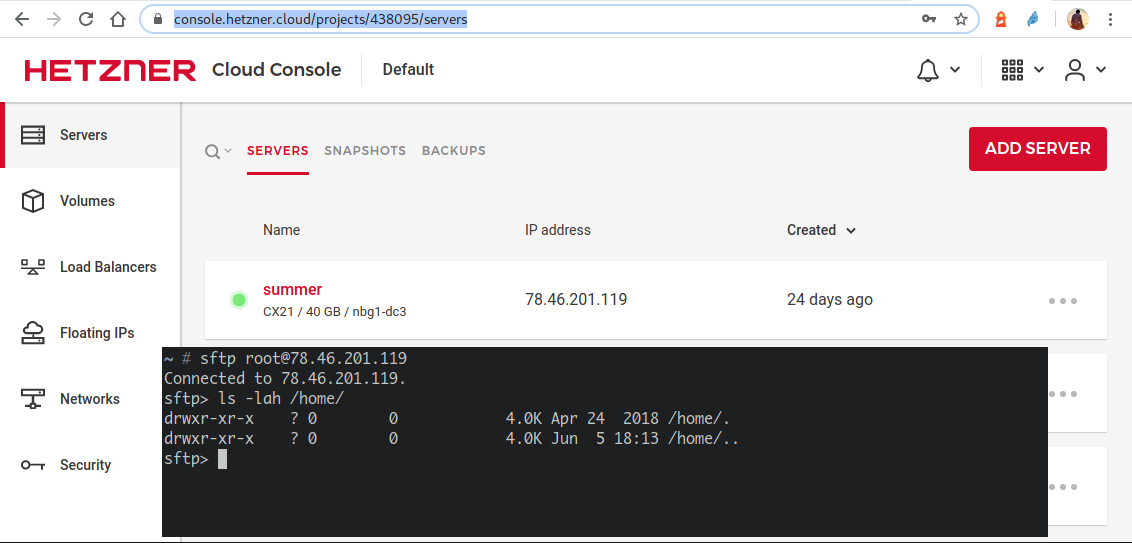 console.hetzner.cloud/projects/438095/servers
HETZNER Cloud Console Default
Servers
Volumes
Load Balancers
Floating IPs
Networks
Security
SERVERS SNAPSHOTS BACKUPS
ADD SERVER
Name IP address Created
summer 78.46.201.119 24 days ago
CX21 / 40 GB / nbg1-dc3
~ # sftp root@78.46.201.119
Connected to 78.46.201.119.
sftp> ls -lah /home/
drwxr-xr-x    ? 0        0            4.0K Apr 24  2018 /home/.
drwxr-xr-x    ? 0        0            4.0K Jun  5 18:13 /home/..
sftp>